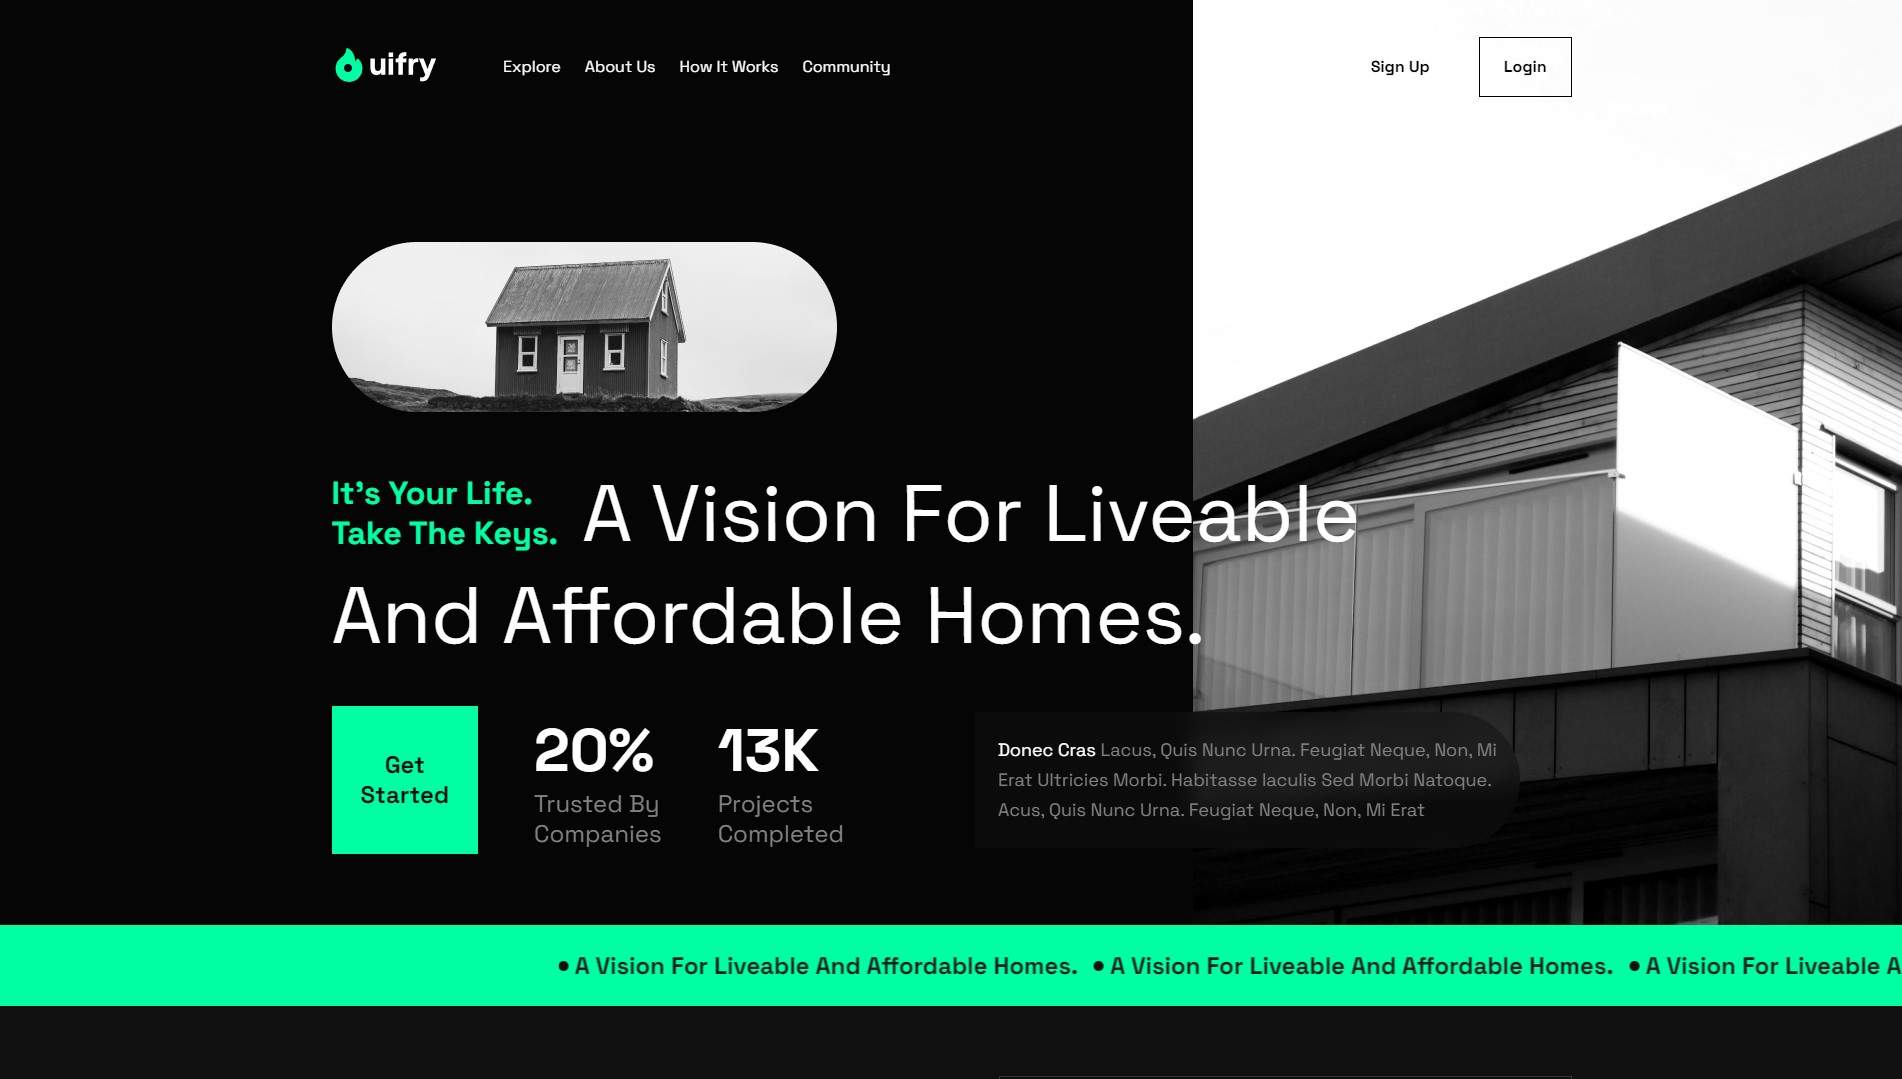 uifry
Explore
About Us
How It Works
Community
Sign Up
Login
It's Your Life.
Take The Keys.
A Vision For Liveable
And Affordable Homes.
Get
Started
20%
Trusted By
Companies
13K
Projects
Completed
Donec Cras Lacus, Quis Nunc Urna. Feugiat Neque, Non, Mi
Erat Ultricies Morbi. Habitasse Iaculis Sed Morbi Natoque.
Acus, Quis Nunc Urna. Feugiat Neque, Non, Mi Erat
• A Vision For Liveable And Affordable Homes. • A Vision For Liveable And Affordable Homes. • A Vision For Liveable A